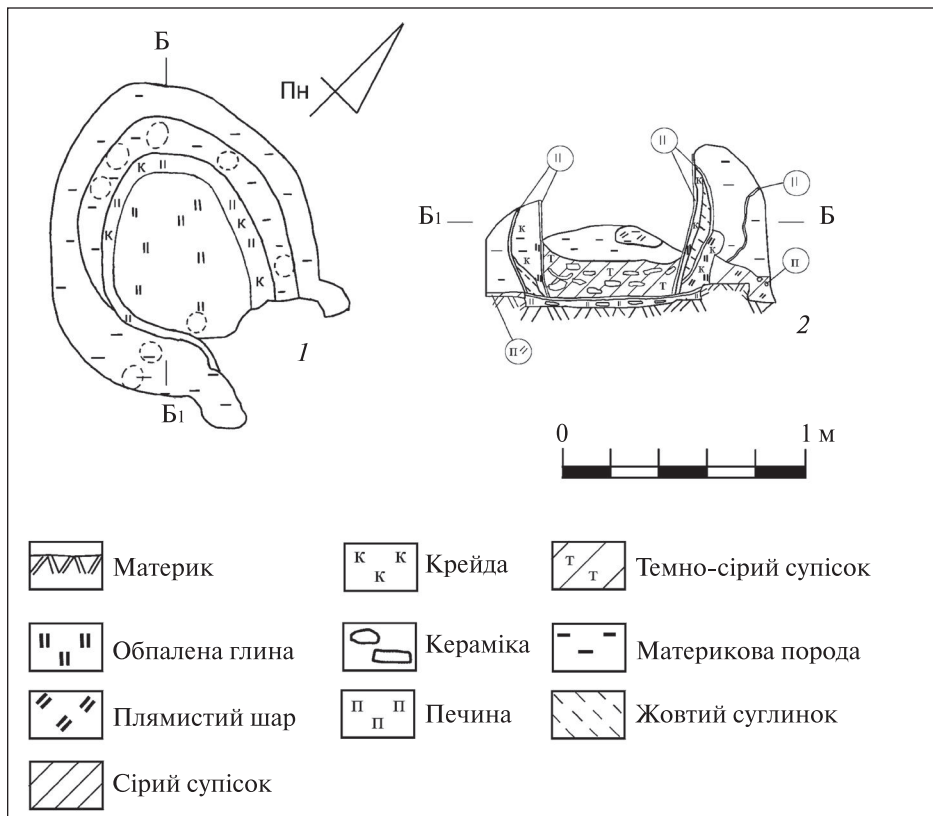 Б
Пн
Б1
1
Б1
Б
2
0 1 м
К К К К К
к к к к к
т т т
п
п
Материк
Обпалена глина
Плямистий шар
Сірий супісок
к к к
Крейда
Кераміка
п п п
Печина
т т
Темно-сірий супісок
Материкова порода
Жовтий суглинок